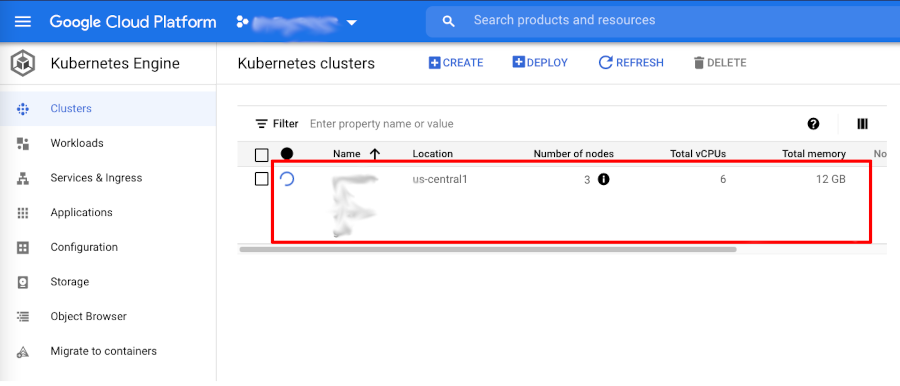 Google Cloud Platform
Search products and resources
Kubernetes Engine
Kubernetes clusters
CREATE
DEPLOY
REFRESH
DELETE
Clusters
Workloads
Services & Ingress
Applications
Configuration
Storage
Object Browser
Migrate to containers
Filter Enter property name or value
Name Location Number of nodes Total vCPUs Total memory No
us-central1 3 6 12 GB